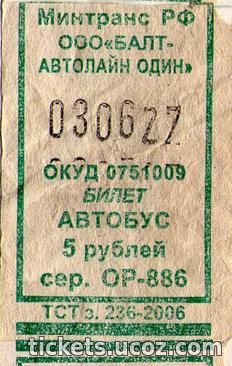 Минтранс РФ
ООО«БАЛТ-
АВТОЛАЙН ОДИН»
030627
ОКУД 0751009
БИЛЕТ
АВТОБУС
5 рублей
сер. ОР-886
ТСТ з. 236-2006
tickets.ucoz.com